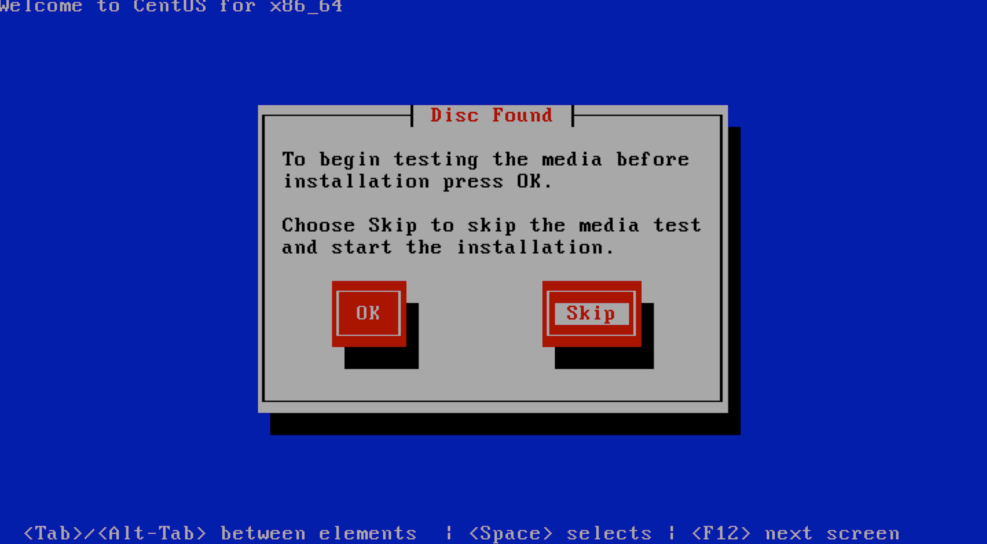 Welcome to CentOS for x86_64
Disc Found
To begin testing the media before
installation press OK.
Choose Skip to skip the media test
and start the installation.
OK
Skip
<Tab>/<Alt-Tab> between elements | <Space> selects | <F12> next screen